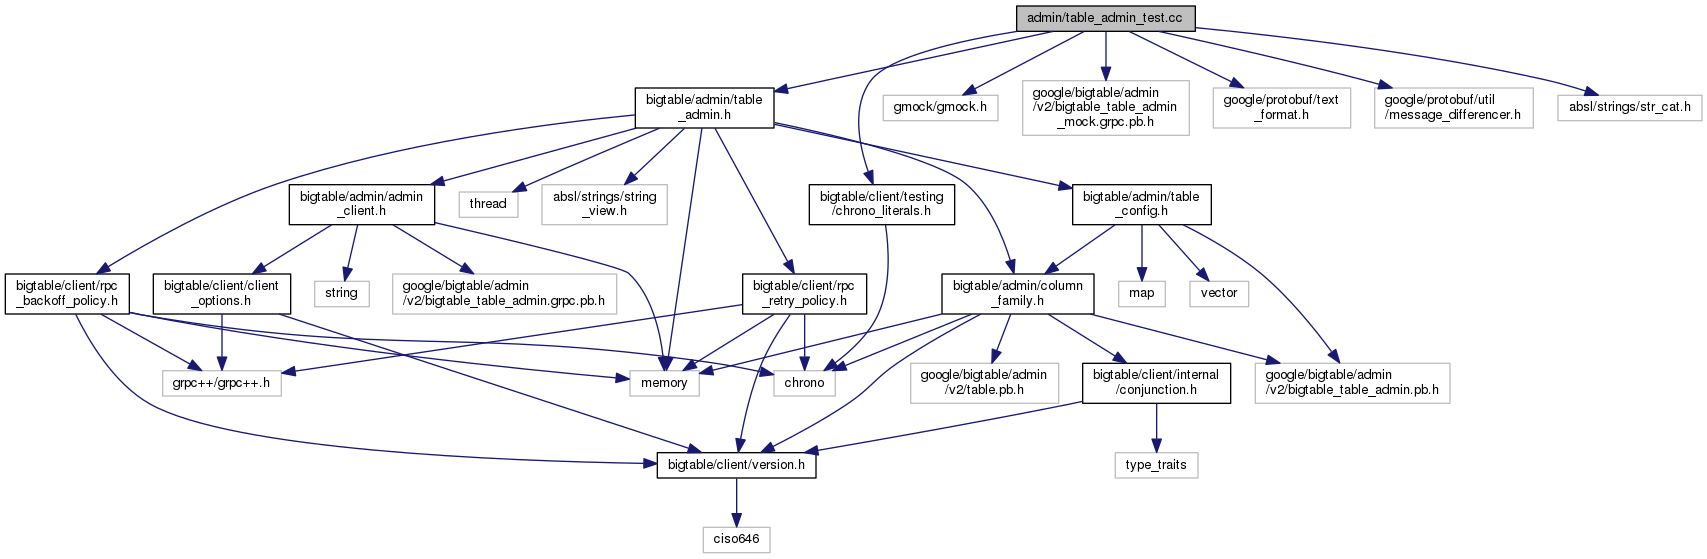 admin/table_admin_test.cc
bigtable/admin/table
_admin.h
gmock/gmock.h
google/bigtable/admin
/v2/bigtable_table_admin
_mock.grpc.pb.h
google/protobuf/text
_format.h
google/protobuf/util
/message_differencer.h
absl/strings/str_cat.h
bigtable/admin/admin
_client.h
thread
absl/strings/string
_view.h
bigtable/client/testing
/chrono_literals.h
bigtable/admin/table
_config.h
bigtable/client/rpc
_backoff_policy.h
bigtable/client/client
_options.h
string
google/bigtable/admin
/v2/bigtable_table_admin.grpc.pb.h
bigtable/client/rpc
_retry_policy.h
bigtable/admin/column
_family.h
map
vector
grpc++/grpc++.h
memory
chrono
google/bigtable/admin
/v2/table.pb.h
bigtable/client/internal
/conjunction.h
google/bigtable/admin
/v2/bigtable_table_admin.pb.h
bigtable/client/version.h
type_traits
ciso646